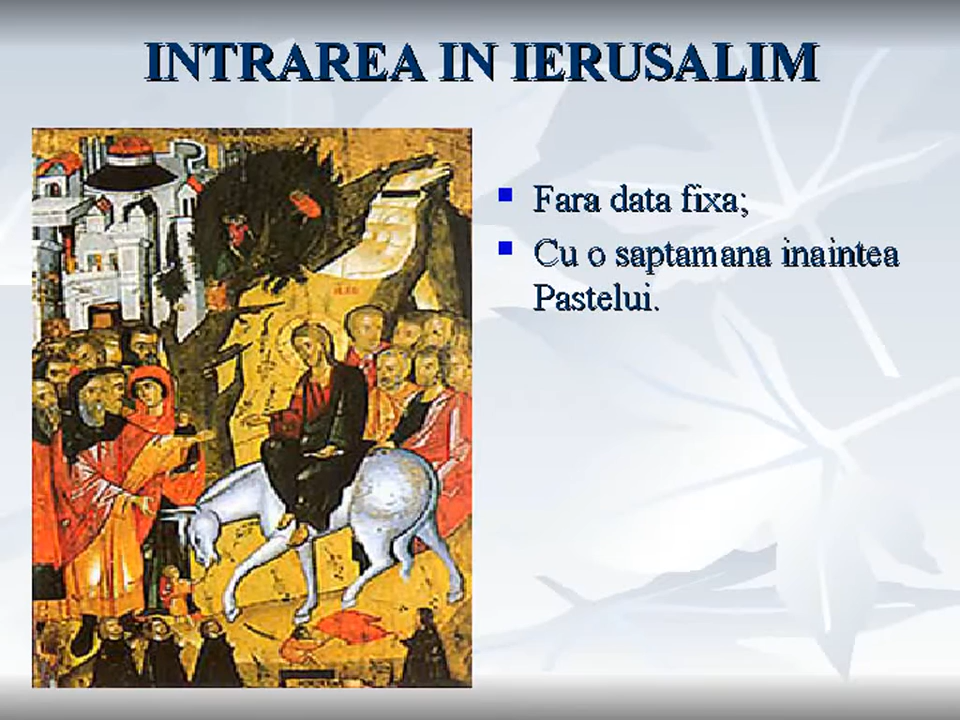 INTRAREA IN IERUSALIM
Fara data fixa;
Cu o saptamana inaintea
Pastelui.